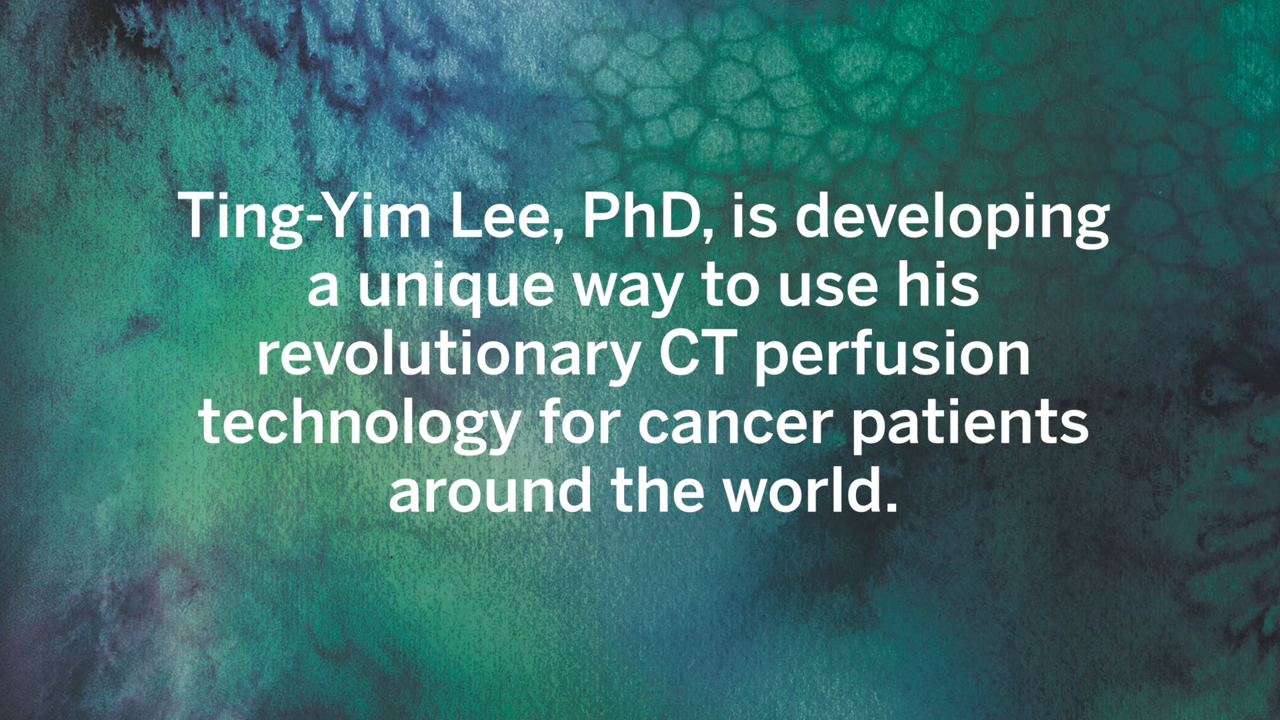 Ting-Yim Lee, PhD, is developing
a unique way to use his
revolutionary CT perfusion
technology for cancer patients
around the world.